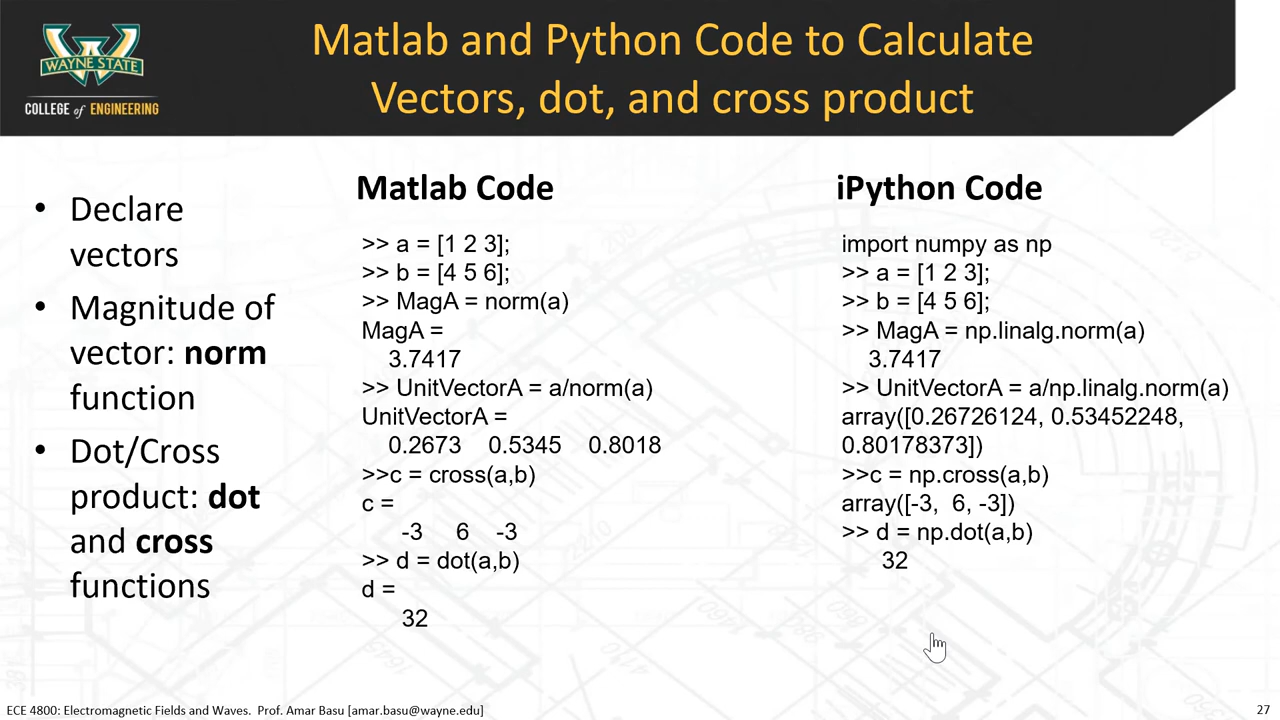 WAYNE STATE
COLLEGE of ENGINEERING
Matlab and Python Code to Calculate
Vectors, dot, and cross product
• Declare
vectors
• Magnitude of
vector: norm
function
• Dot/Cross
product: dot
and cross
functions
Matlab Code
>> a = [1 2 3];
>> b = [4 5 6];
>> MagA = norm(a)
MagA =
3.7417
>> UnitVectorA = a/norm(a)
UnitVectorA =
0.2673 0.5345 0.8018
>>c = cross(a,b)
c =
-3 6 -3
>> d = dot(a,b)
d =
32
iPython Code
import numpy as np
>> a = [1 2 3];
>> b = [4 5 6];
>> MagA = np.linalg.norm(a)
3.7417
>> UnitVectorA = a/np.linalg.norm(a)
array([0.26726124, 0.53452248,
0.80178373])
>>c = np.cross(a,b)
array([-3, 6, -3])
>> d = np.dot(a,b)
32
ECE 4800: Electromagnetic Fields and Waves. Prof. Amar Basu [amar.basu@wayne.edu]
27